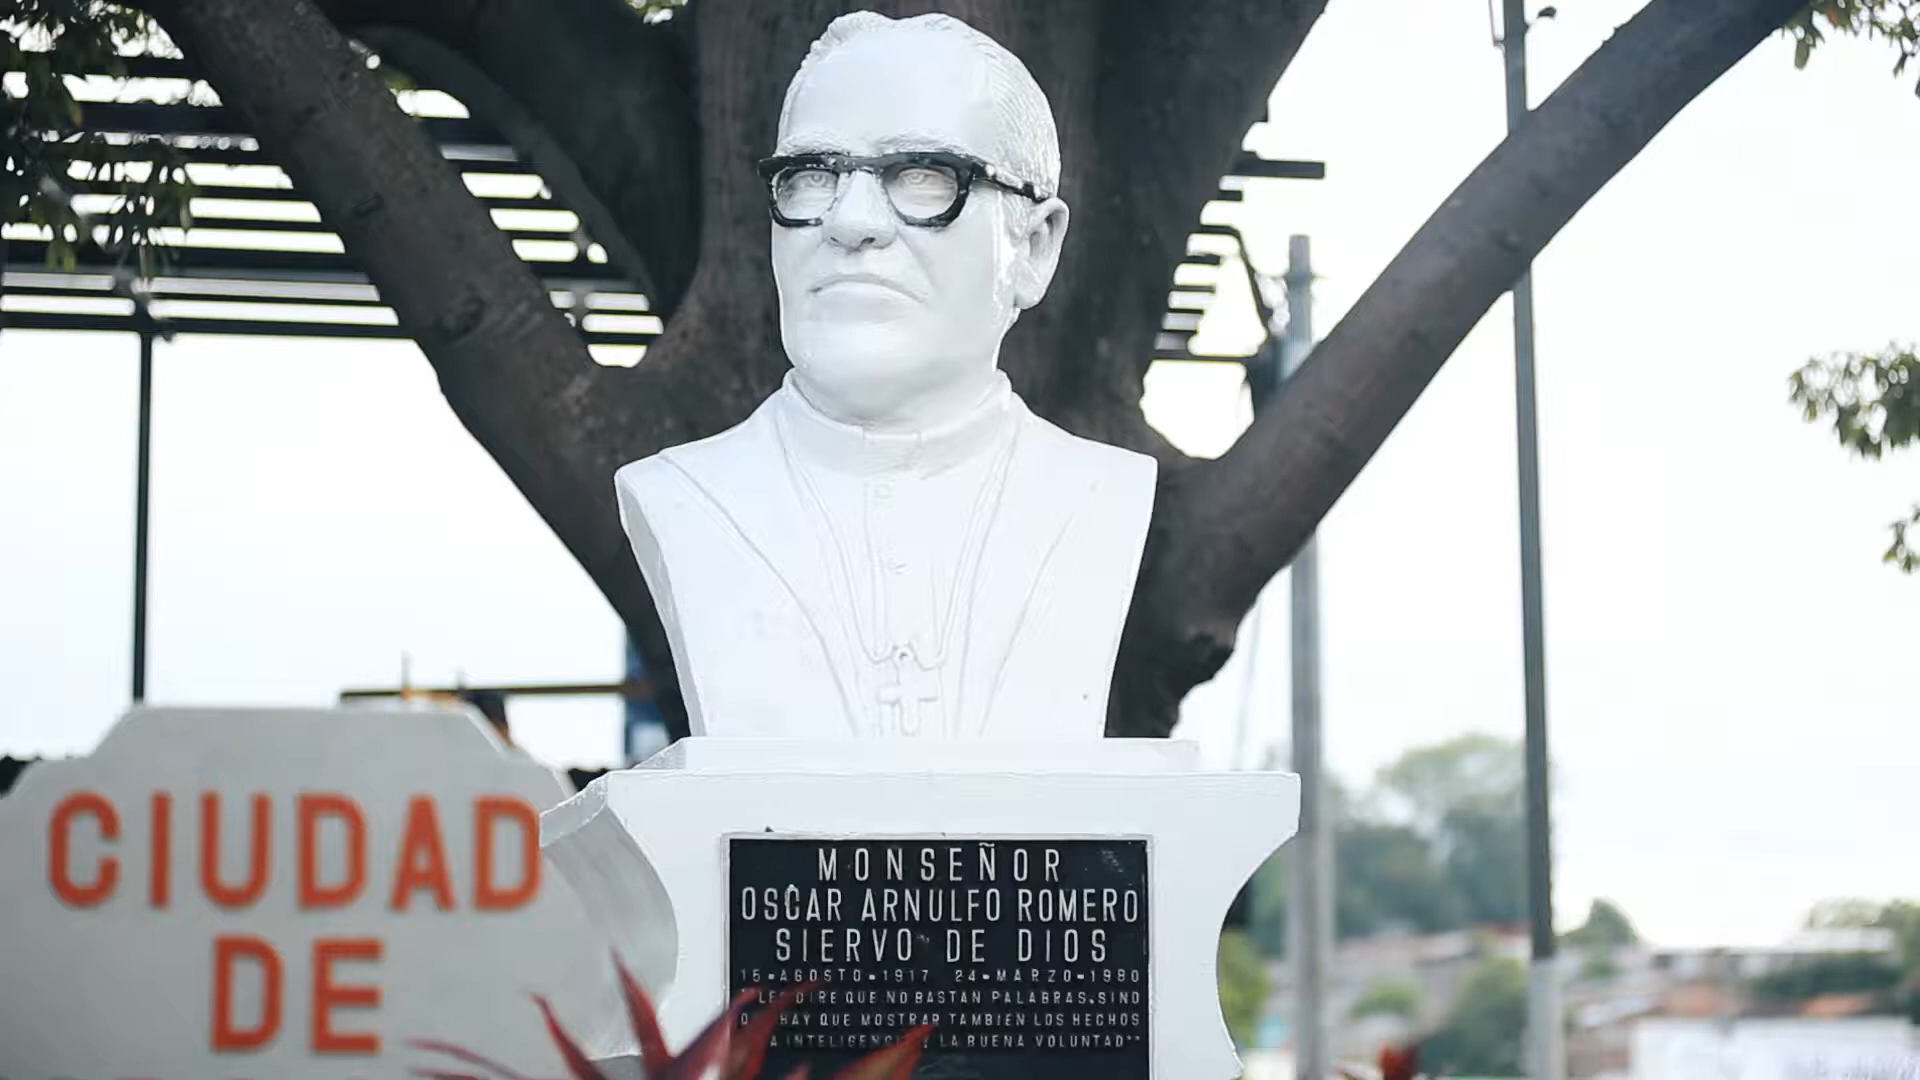 CIUDAD
DE
MONSEÑOR
OSCAR ARNULFO ROMERO
SIERVO DE DIOS
15-AGOSTO-1917 24-MARZO-1980
DIRE QUE NO BASTAN PALABRAS, SINO
HAY QUE MOSTRAR TAMBIEN LOS HECHOS
LA BUENA VOLUNTAD"